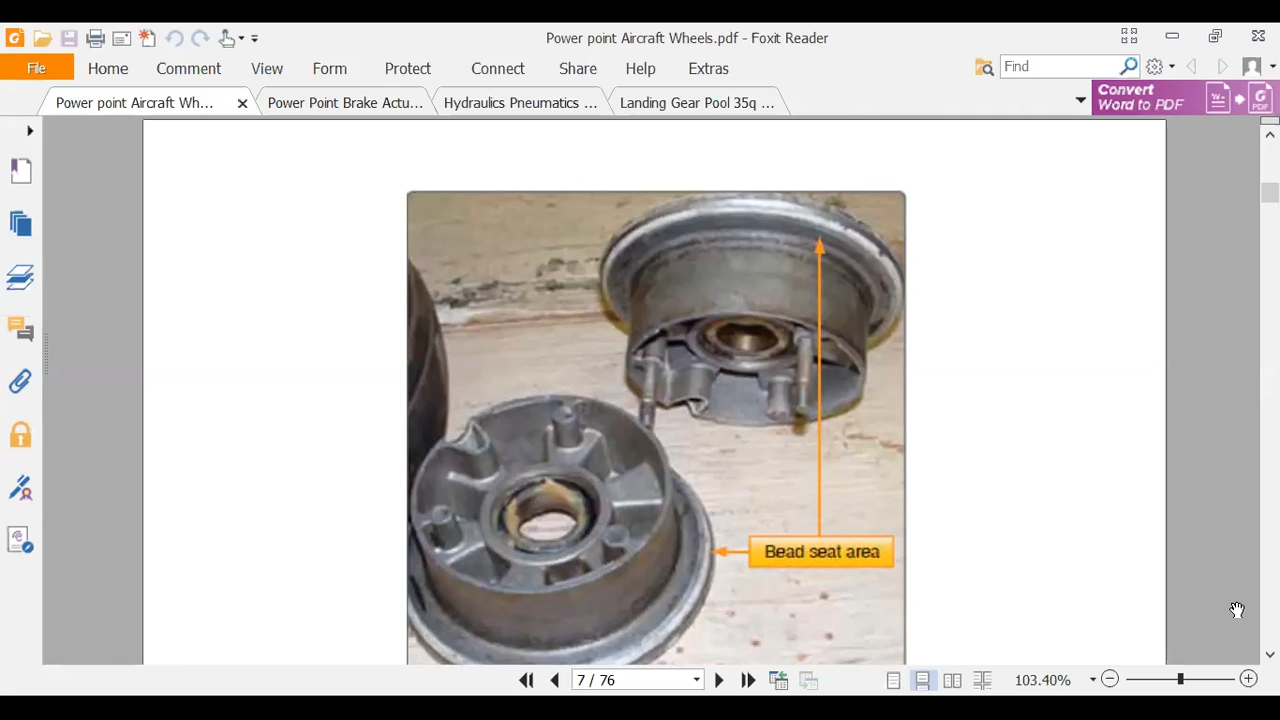 Power point Aircraft Wheels.pdf - Foxit Reader
File Home Comment View Form Protect Connect Share Help Extras Find
Power point Aircraft Wh... Power Point Brake Actu... Hydraulics Pneumatics ... Landing Gear Pool 35q ...
Convert
Word to PDF
PDF
Bead seat area
7 / 76 103.40%